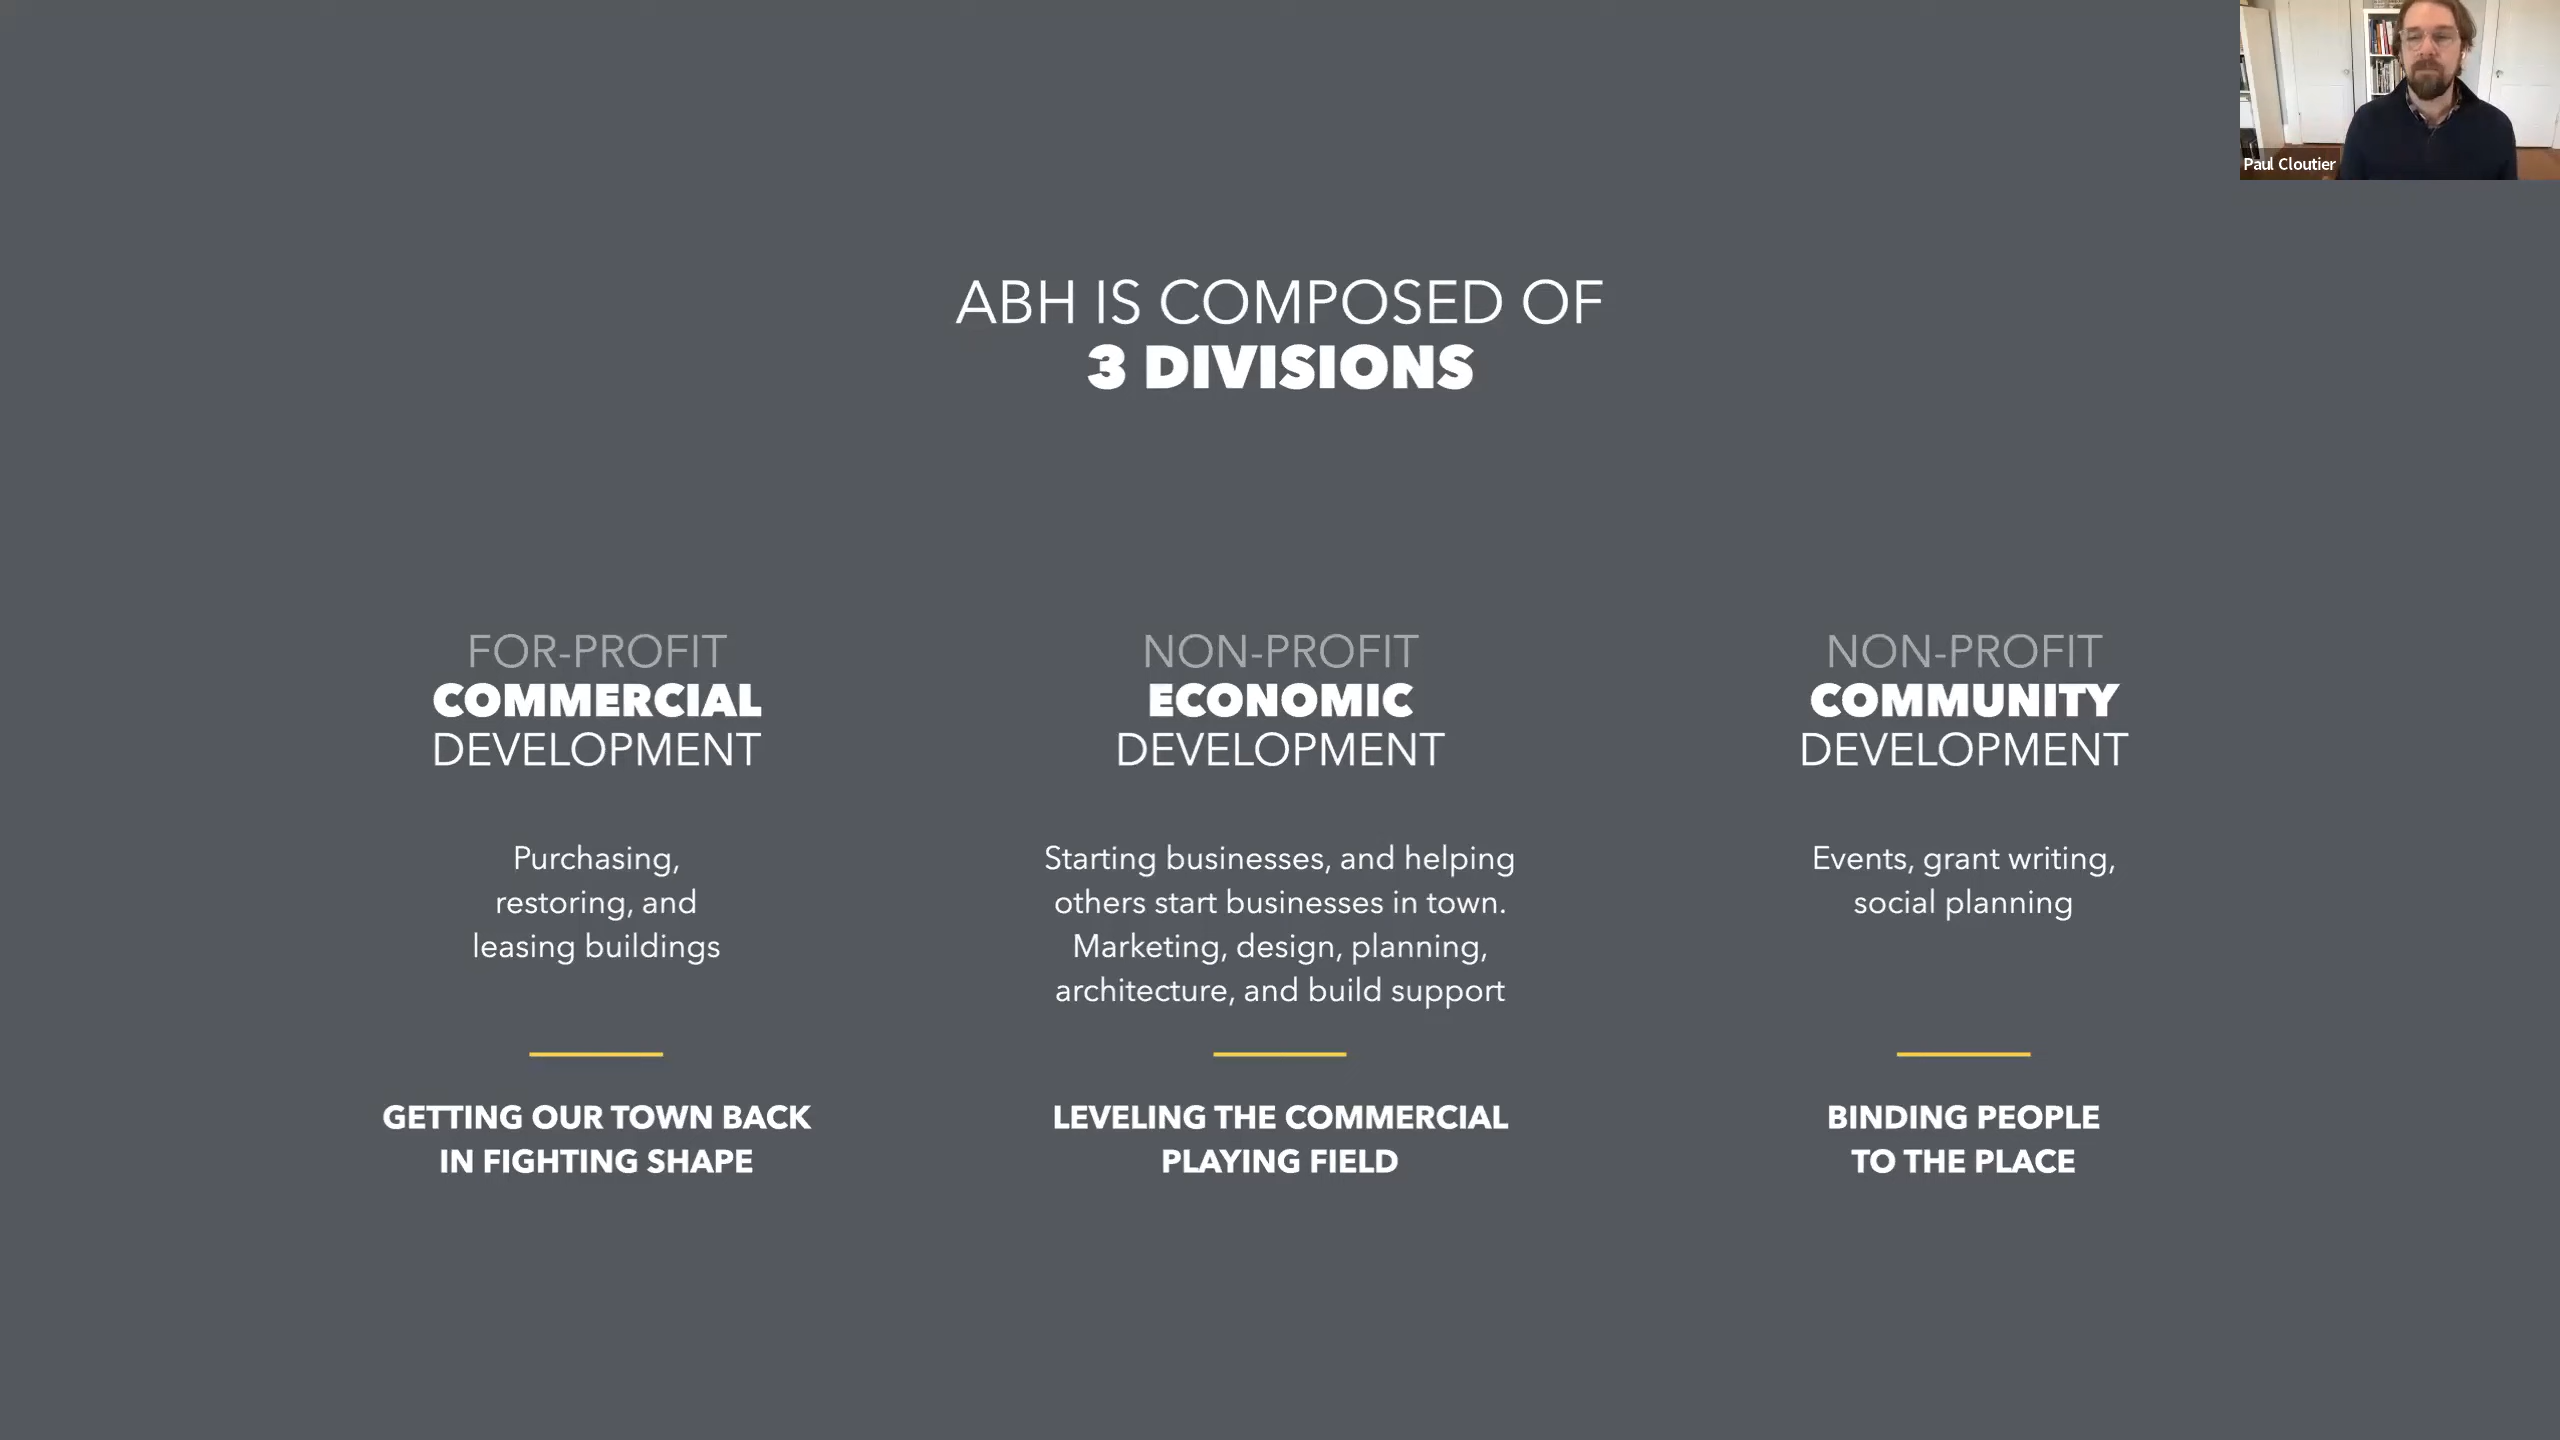 Paul Cloutier
ABH IS COMPOSED OF
3 DIVISIONS
FOR-PROFIT
COMMERCIAL
DEVELOPMENT
Purchasing,
restoring, and
leasing buildings
GETTING OUR TOWN BACK
IN FIGHTING SHAPE
NON-PROFIT
ECONOMIC
DEVELOPMENT
Starting businesses, and helping
others start businesses in town.
Marketing, design, planning,
architecture, and build support
LEVELING THE COMMERCIAL
PLAYING FIELD
NON-PROFIT
COMMUNITY
DEVELOPMENT
Events, grant writing,
social planning
BINDING PEOPLE
TO THE PLACE